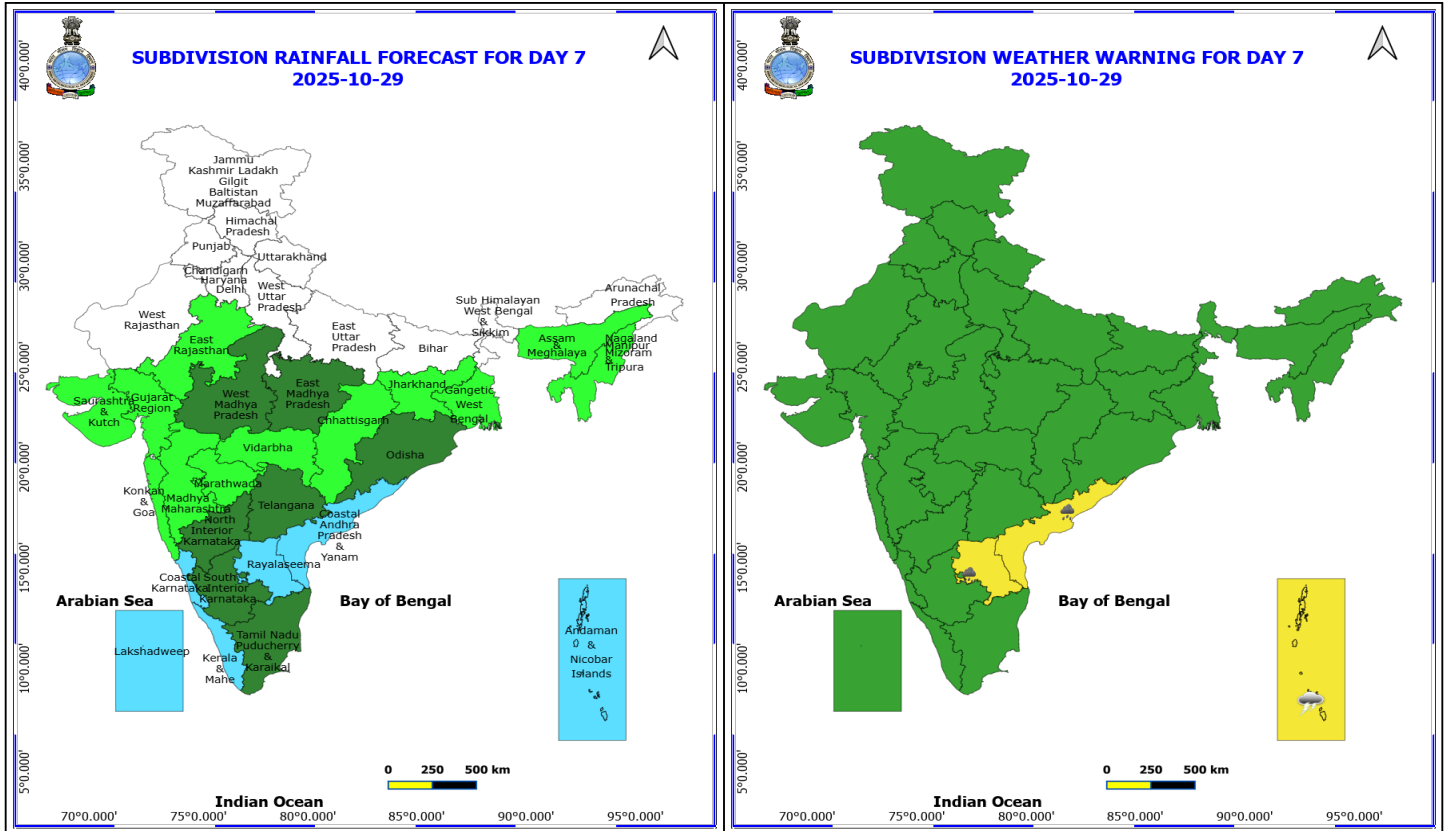 SUBDIVISION RAINFALL FORECAST FOR DAY 7
2025-10-29
40°0.000'
35°0.000'
30°0.000'
25°0.000'
20°0.000'
15°0.000'
10°0.000'
5°0.000'
Jammu
Kashmir Ladakh
Gilgit
Baltistan
Muzaffarabad
Himachal
Pradesh
Punjab
Uttarakhand
Chandigarh
Haryana
Delhi
West
Uttar
Pradesh
West
Rajasthan
East
Rajasthan
East
Uttar
Pradesh
Bihar
Sub Himalayan
West Bengal
&
Sikkim
Arunachal
Pradesh
Assam
&
Meghalaya
Nagaland
Manipur
Mizoram
&
Tripura
Saurashtra
&
Kutch
Gujarat
Region
West
Madhya
Pradesh
East
Madhya
Pradesh
Jharkhand
Gangetic
West
Bengal
Chhattisgarh
Vidarbha
Odisha
Konkan
&
Goa
Madhya
Maharashtra
Marathwada
Telangana
North
Interior
Karnataka
Coastal
Andhra
Pradesh
&
Yanam
Rayalaseema
Coastal
Karnataka
South
Interior
Karnataka
Arabian Sea
Bay of Bengal
Lakshadweep
Kerala
&
Mahe
Tamil Nadu
Puducherry
&
Karaikal
Andaman
&
Nicobar
Islands
0 250 500 km
Indian Ocean
70°0.000' 75°0.000' 80°0.000' 85°0.000' 90°0.000' 95°0.000'
SUBDIVISION WEATHER WARNING FOR DAY 7
2025-10-29
40°0.000'
35°0.000'
30°0.000'
25°0.000'
20°0.000'
15°0.000'
10°0.000'
5°0.000'
Arabian Sea
Bay of Bengal
0 250 500 km
Indian Ocean
70°0.000' 75°0.000' 80°0.000' 85°0.000' 90°0.000' 95°0.000'